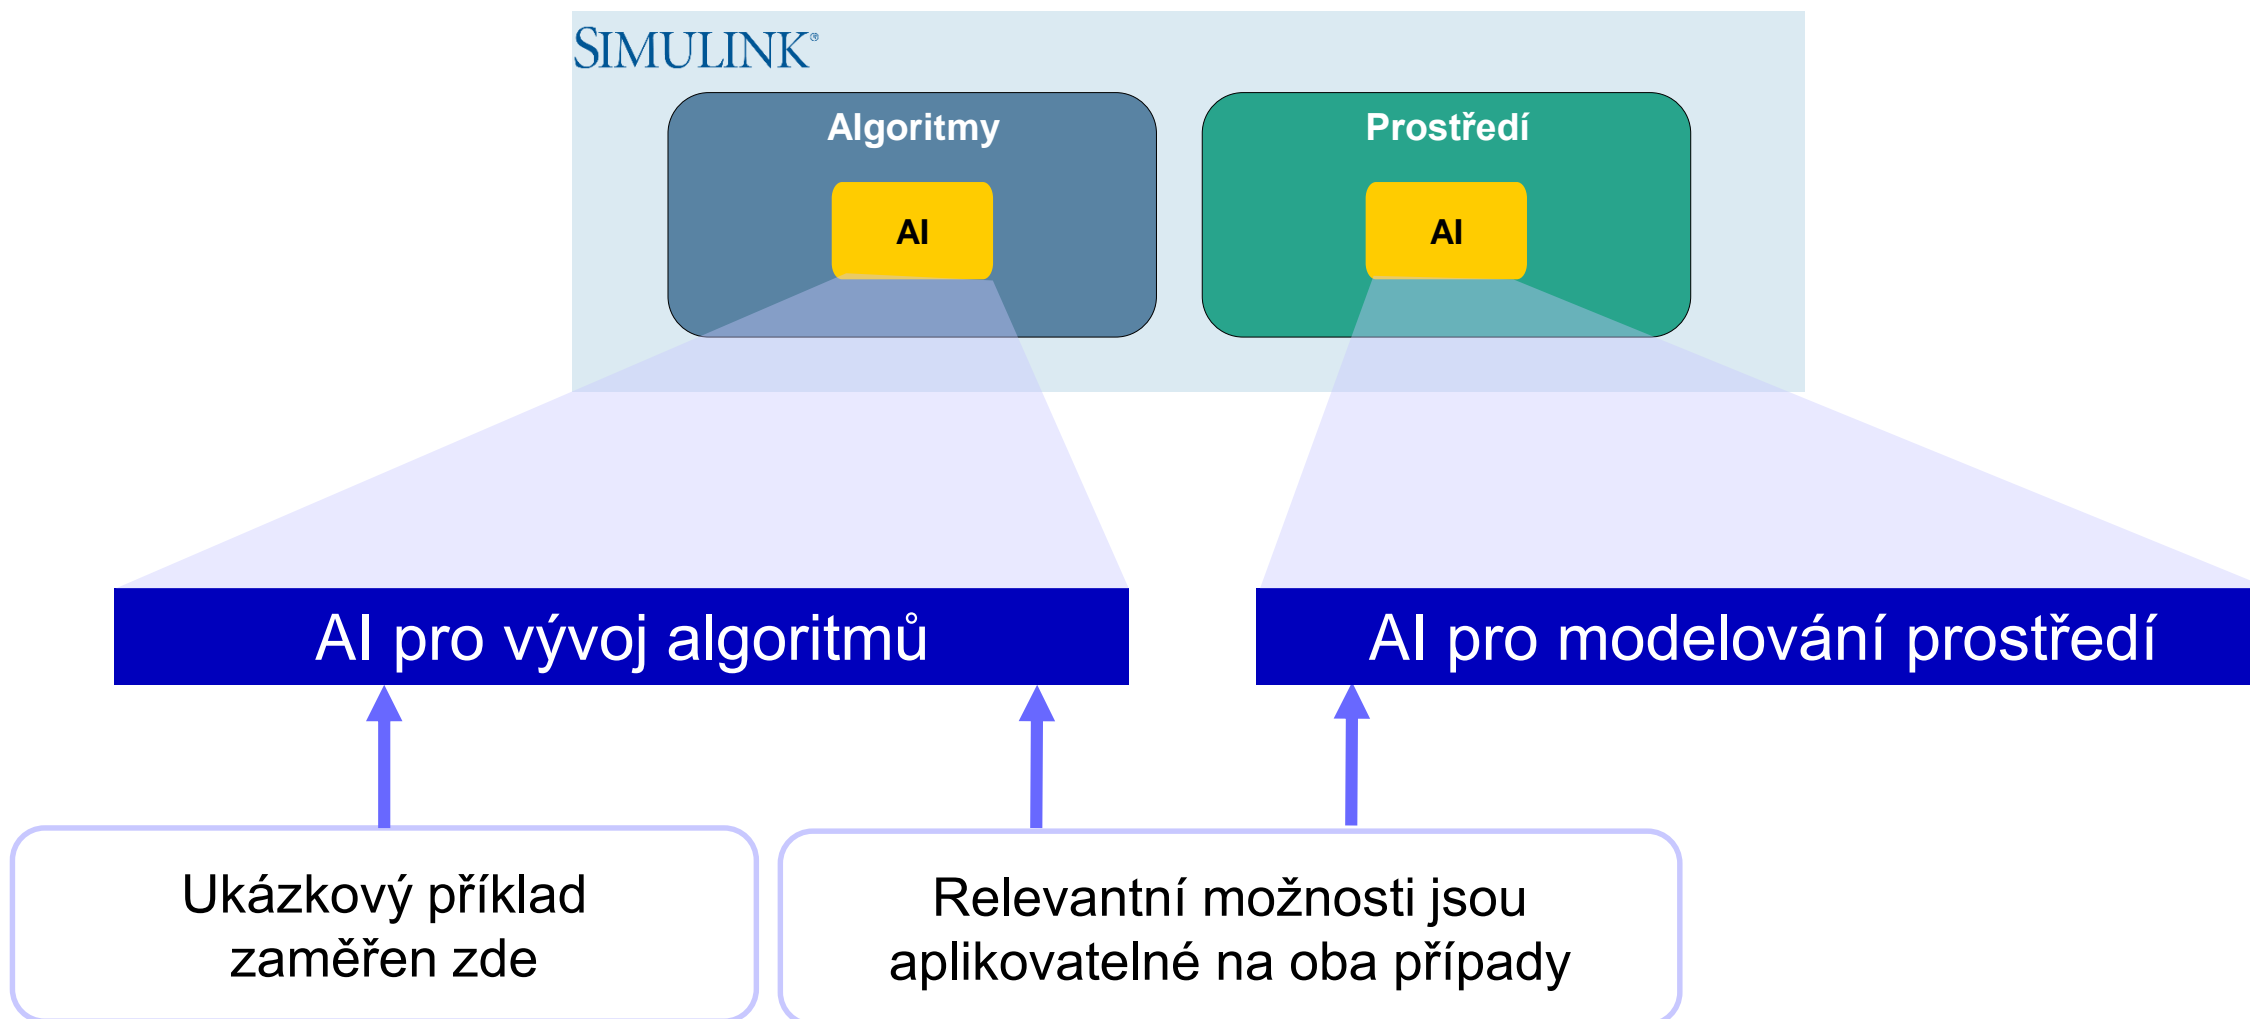 SIMULINK®
Algoritmy
Prostředí
AI
AI
AI pro vývoj algoritmů
AI pro modelování prostředí
Ukázkový příklad
zaměřen zde
Relevantní možnosti jsou
aplikovatelné na oba případy